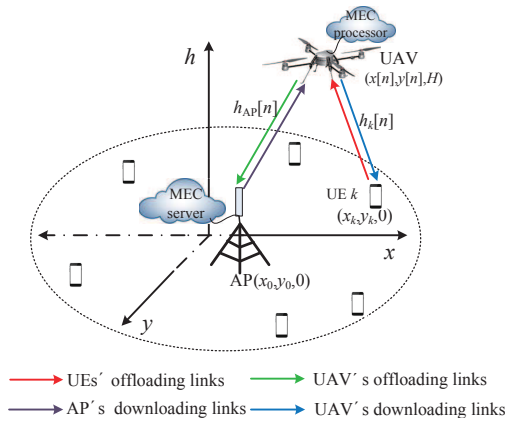 MEC
processor
UAV
(x[n],y[n],H)
h
h_AP[n]
h_k[n]
MEC
server
UE k
(x_k,y_k,0)
x
AP(x_0,y_0,0)
y
UEs´ offloading links
UAV´s offloading links
AP´s downloading links
UAV´s downloading links